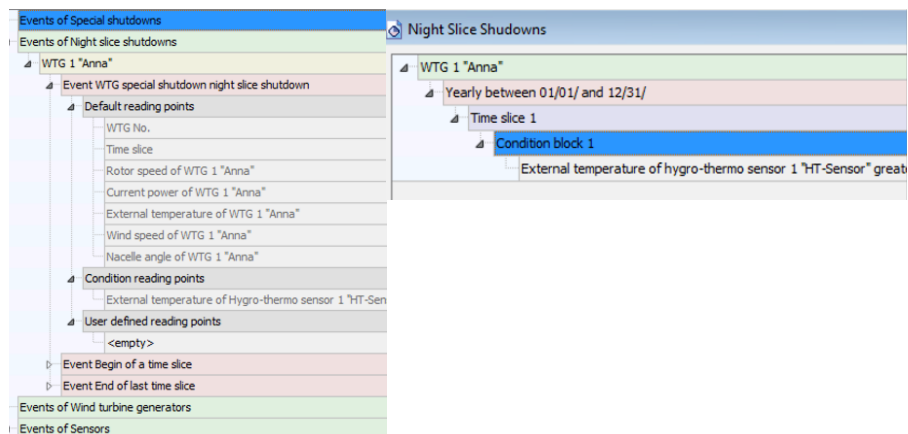 Events of Special shutdowns
Events of Night slice shutdowns
WTG 1 "Anna"
Event WTG special shutdown night slice shutdown
Default reading points
WTG No.
Time slice
Rotor speed of WTG 1 "Anna"
Current power of WTG 1 "Anna"
External temperature of WTG 1 "Anna"
Wind speed of WTG 1 "Anna"
Nacelle angle of WTG 1 "Anna"
Condition reading points
External temperature of Hygro-thermo sensor 1 "HT-Sen
User defined reading points
<empty>
Event Begin of a time slice
Event End of last time slice
Events of Wind turbine generators
Events of Sensors
Night Slice Shudowns
WTG 1 "Anna"
Yearly between 01/01/ and 12/31/
Time slice 1
Condition block 1
External temperature of hygro-thermo sensor 1 "HT-Sensor" greate